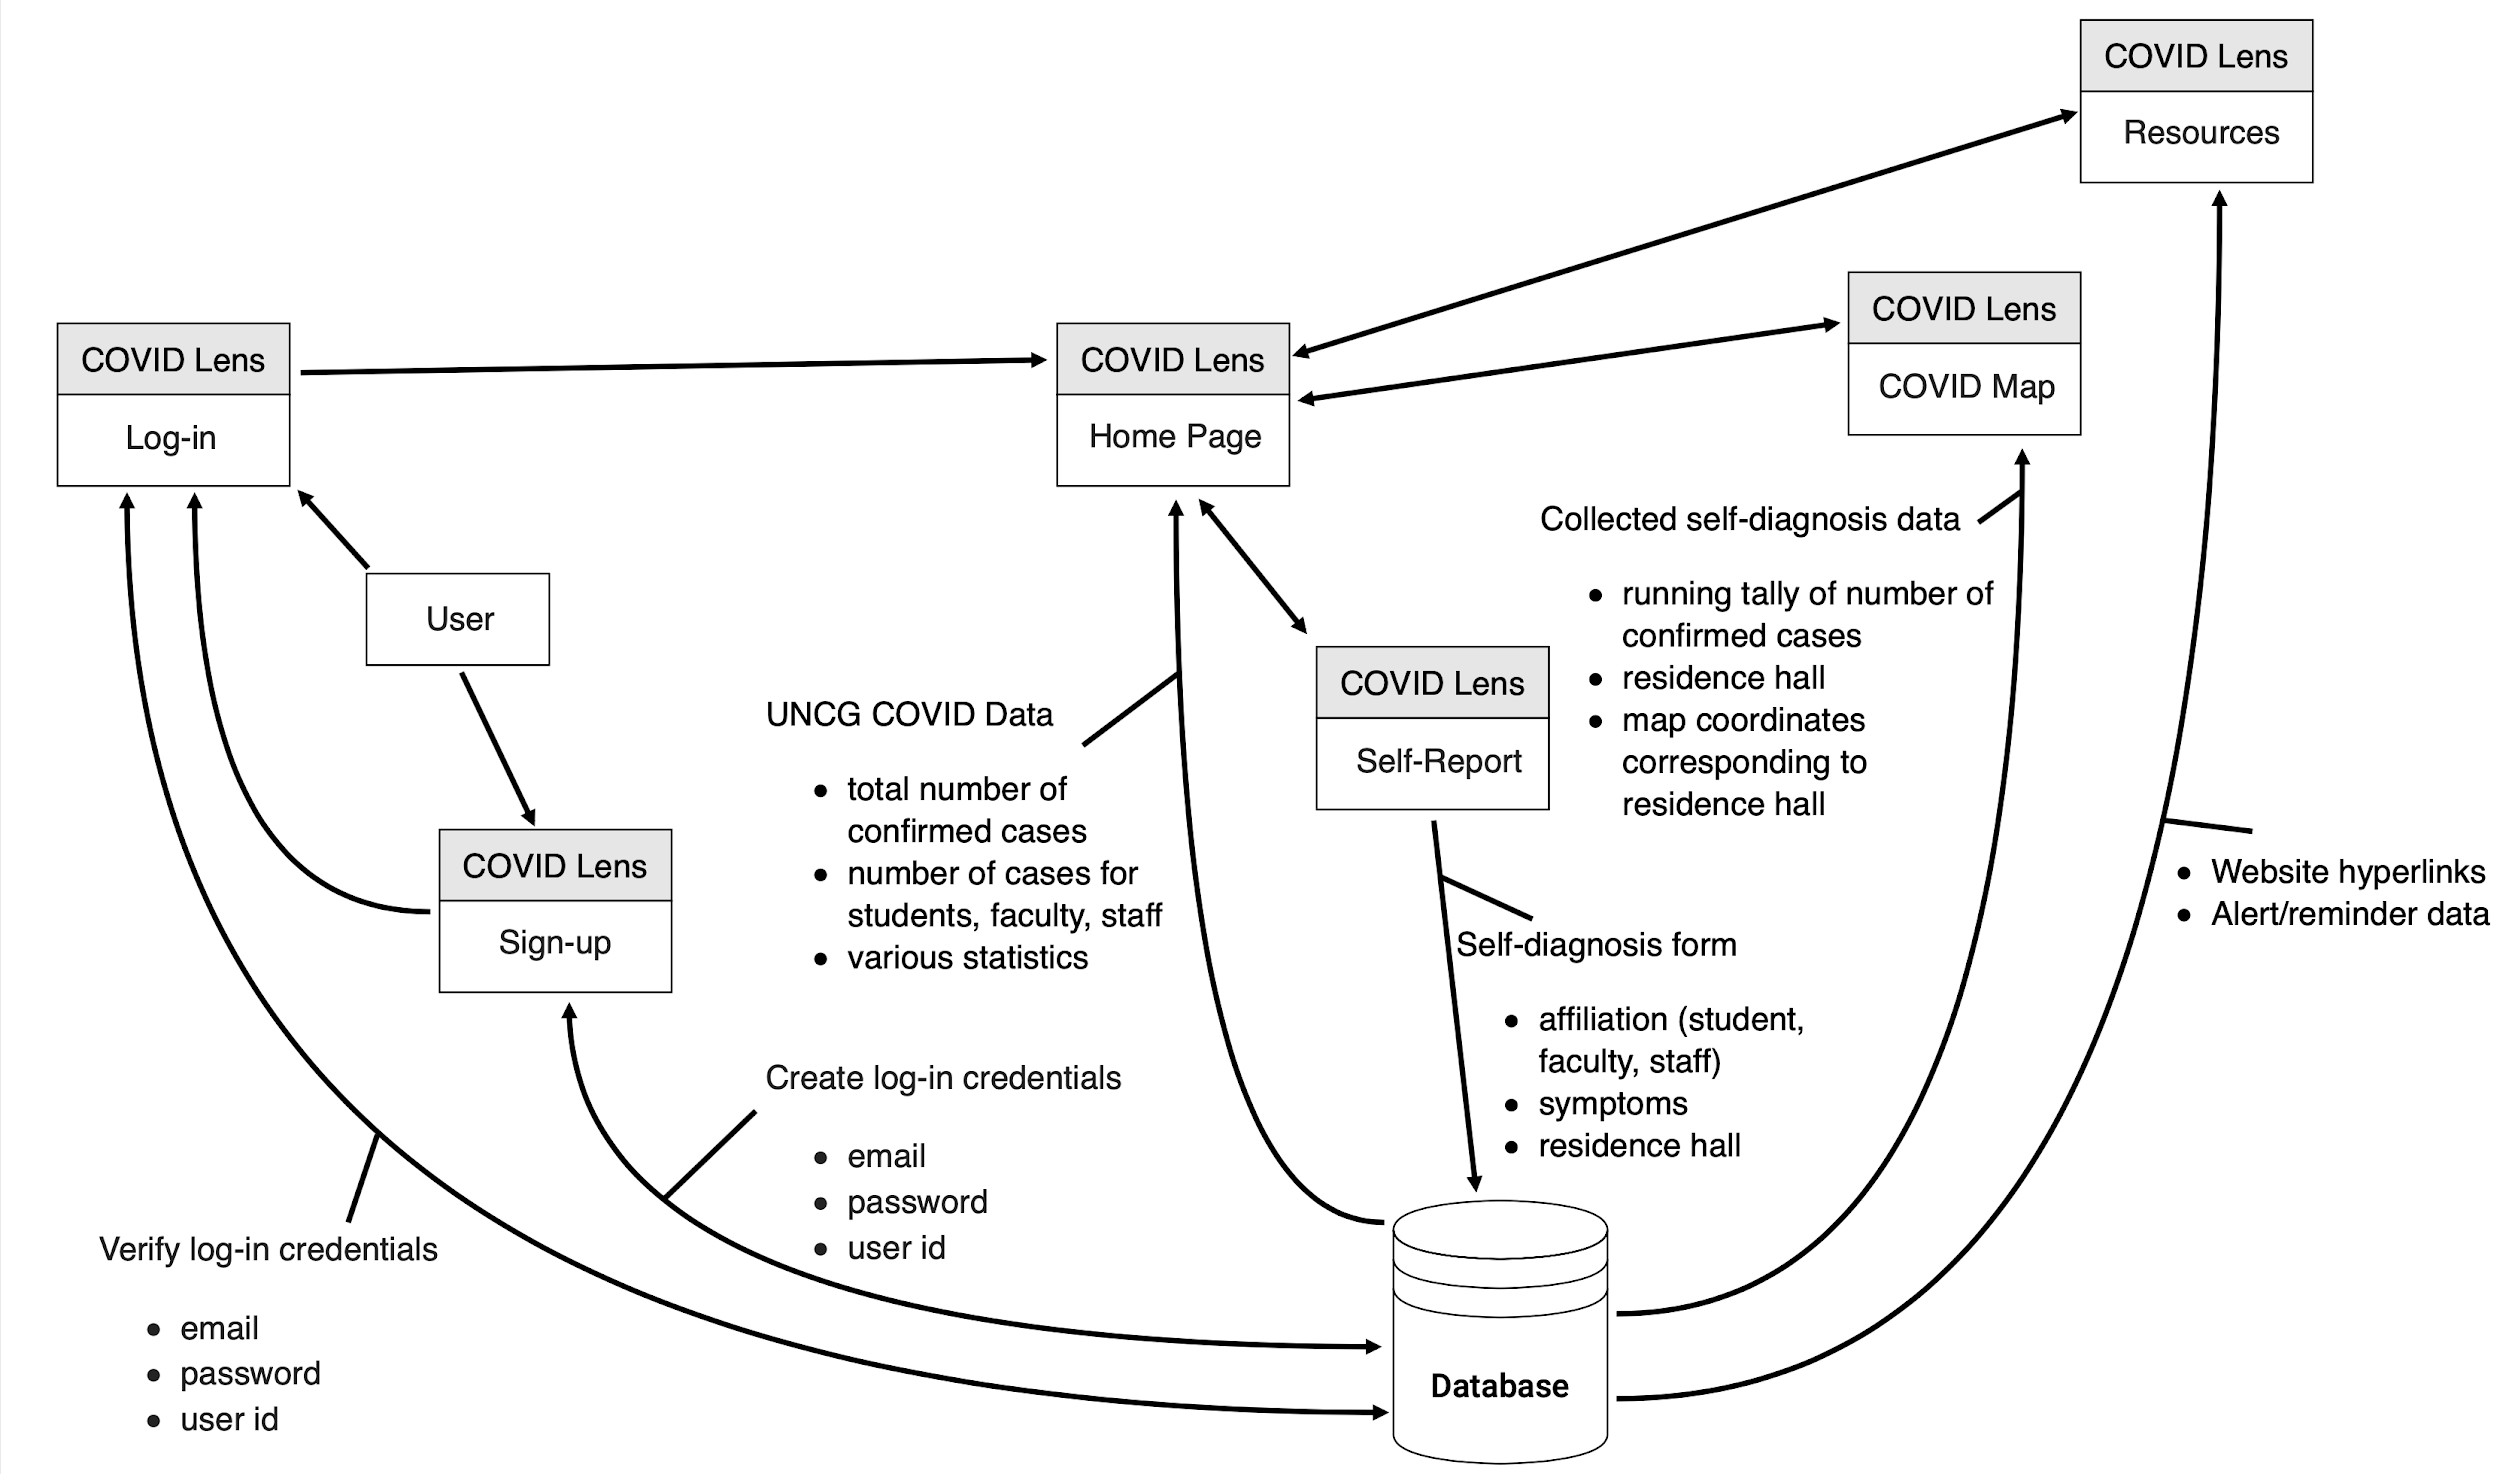 COVID Lens
Resources
COVID Lens
COVID Map
COVID Lens
Log-in
COVID Lens
Home Page
User
Collected self-diagnosis data
● running tally of number of
confirmed cases
● residence hall
● map coordinates
corresponding to
residence hall
COVID Lens
Self-Report
UNCG COVID Data
● total number of
confirmed cases
● number of cases for
students, faculty, staff
● various statistics
COVID Lens
Sign-up
● Website hyperlinks
● Alert/reminder data
Self-diagnosis form
● affiliation (student,
faculty, staff)
● symptoms
● residence hall
Create log-in credentials
● email
● password
● user id
Verify log-in credentials
● email
● password
● user id
Database